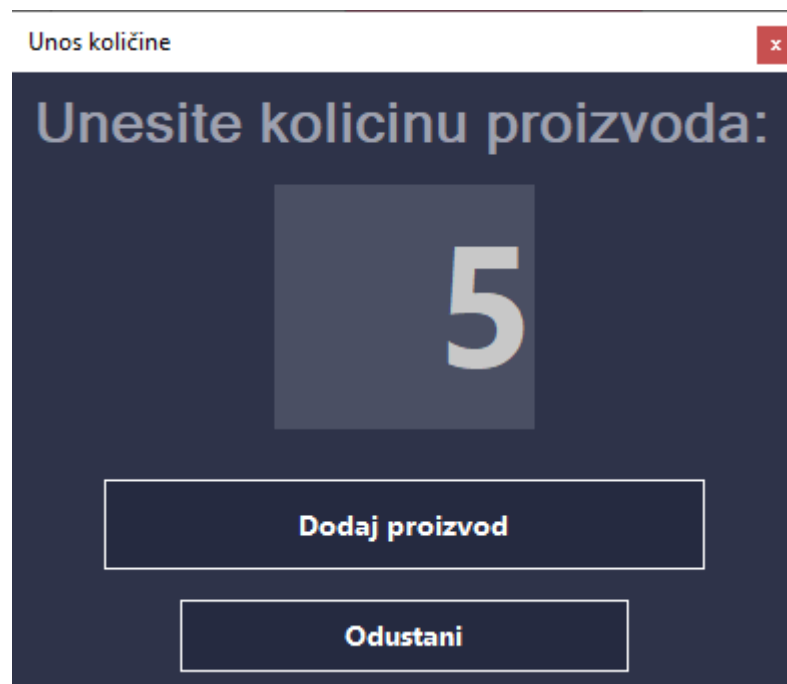 Unos količine
x
Unesite kolicinu proizvoda:
5
Dodaj proizvod
Odustani